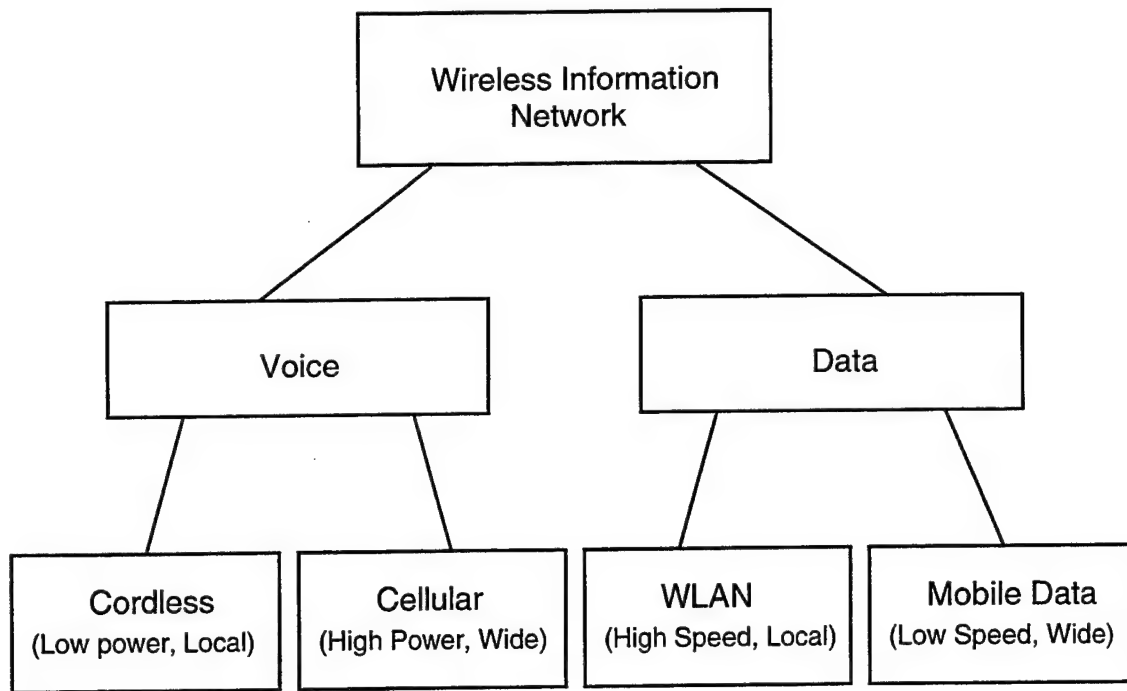 Wireless Information
Network
Voice
Data
Cordless
(Low power, Local)
Cellular
(High Power, Wide)
WLAN
(High Speed, Local)
Mobile Data
(Low Speed, Wide)